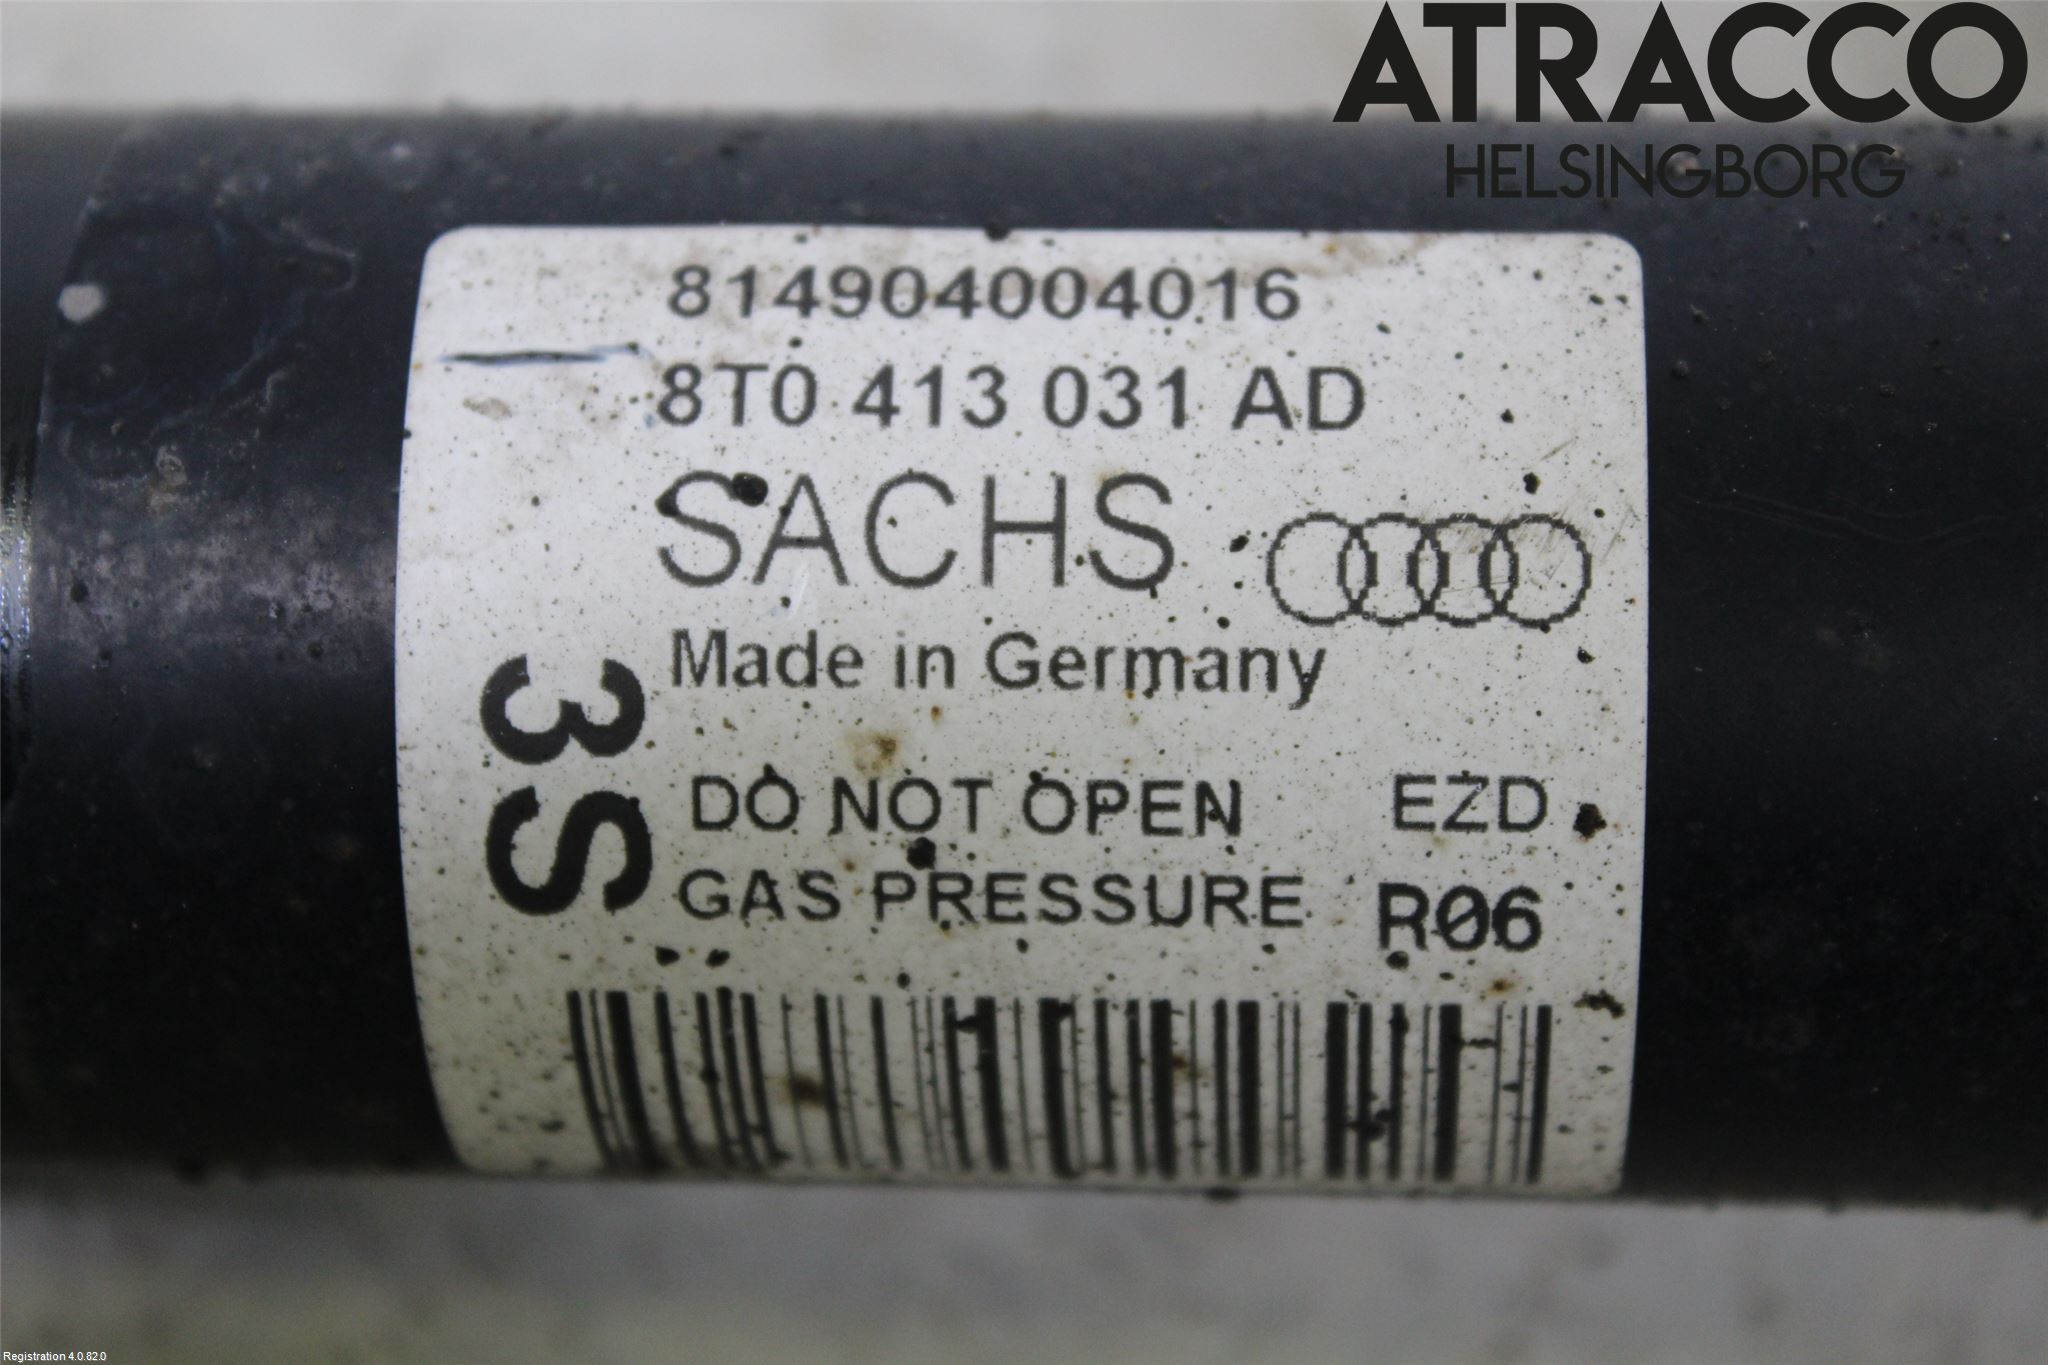 ATRACCO
HELSINGBORG
814904004016
8T0 413 031 AD
SACHS
Made in Germany
3S
DO NOT OPEN EZD
GAS PRESSURE R06
Registration 4.0.82.0